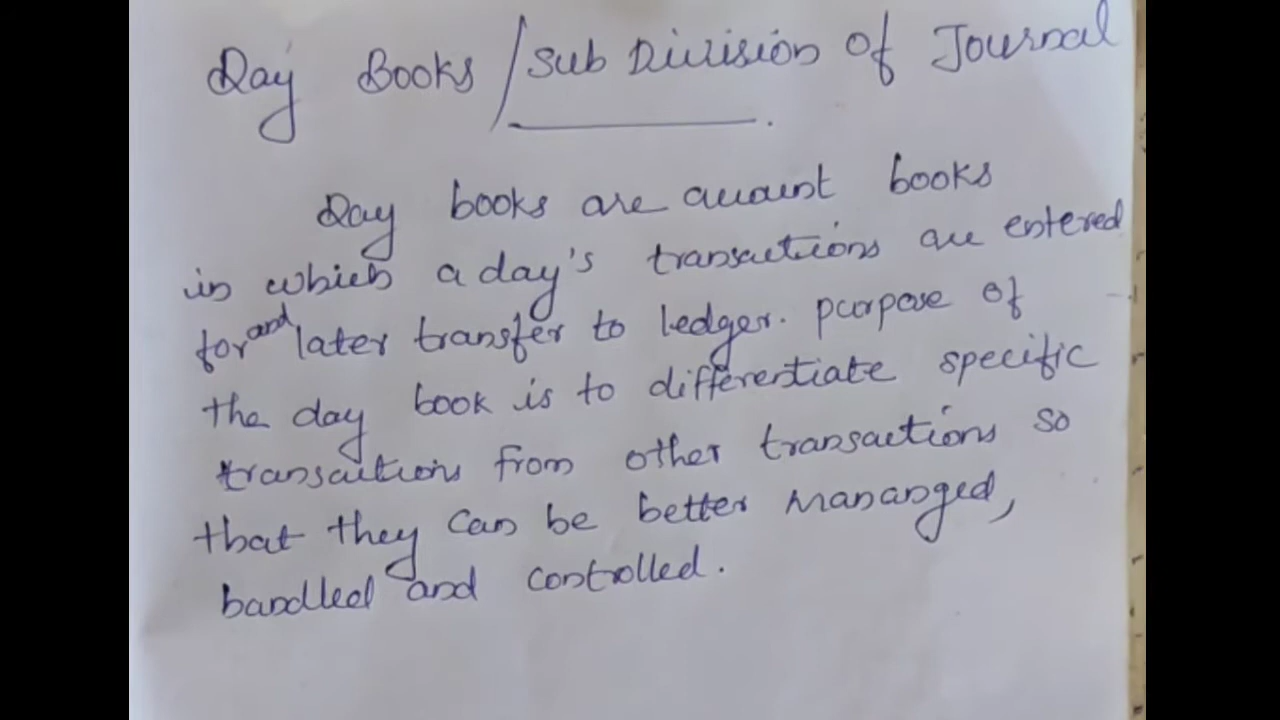 Day Books / Sub Division of Journal
Day books are account books
in which a day's transactions are entered
for and later transfer to ledger. purpose of
the day book is to differentiate specific
transaction from other transactions so
that they can be better mananged,
handled and controlled.